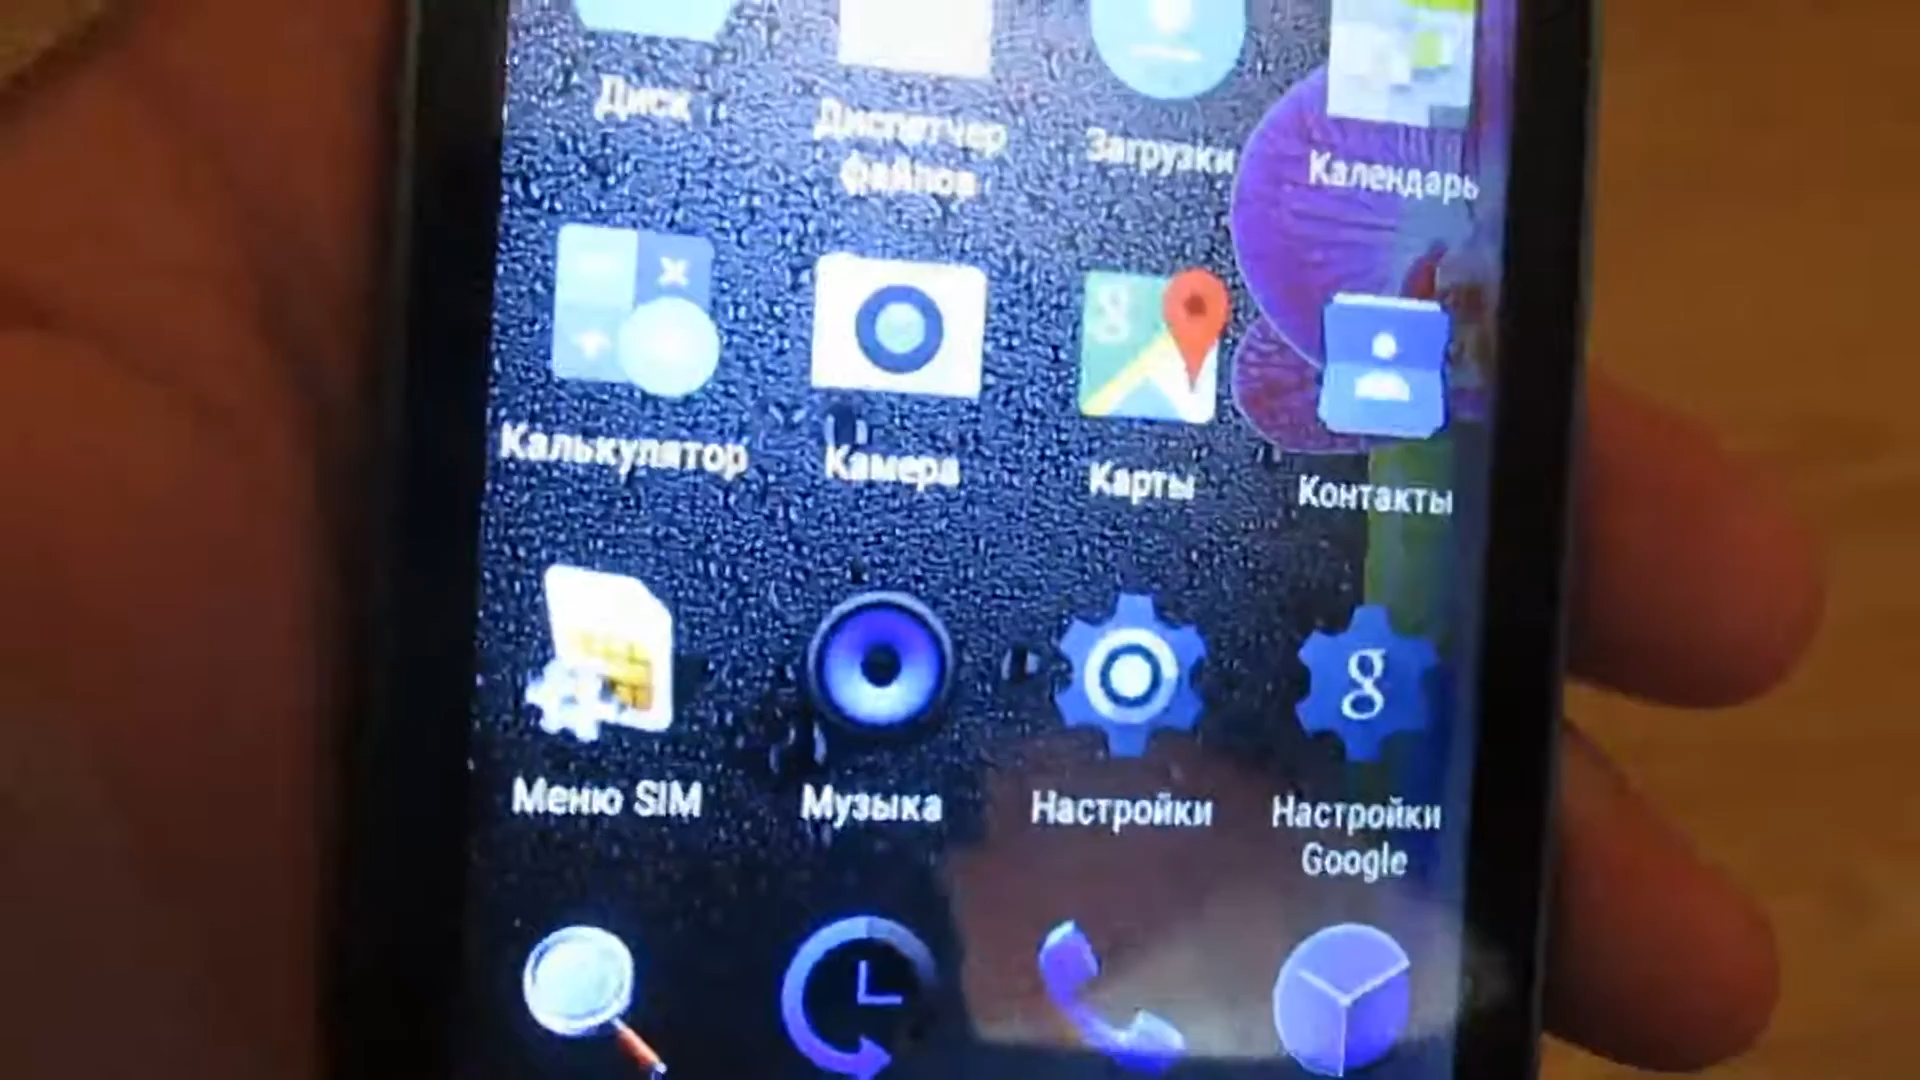 Диск
Диспетчер
файлов
Загрузки
Календарь
Калькулятор
Камера
Карты
Контакты
Меню SIM
Музыка
Настройки
Настройки
Google